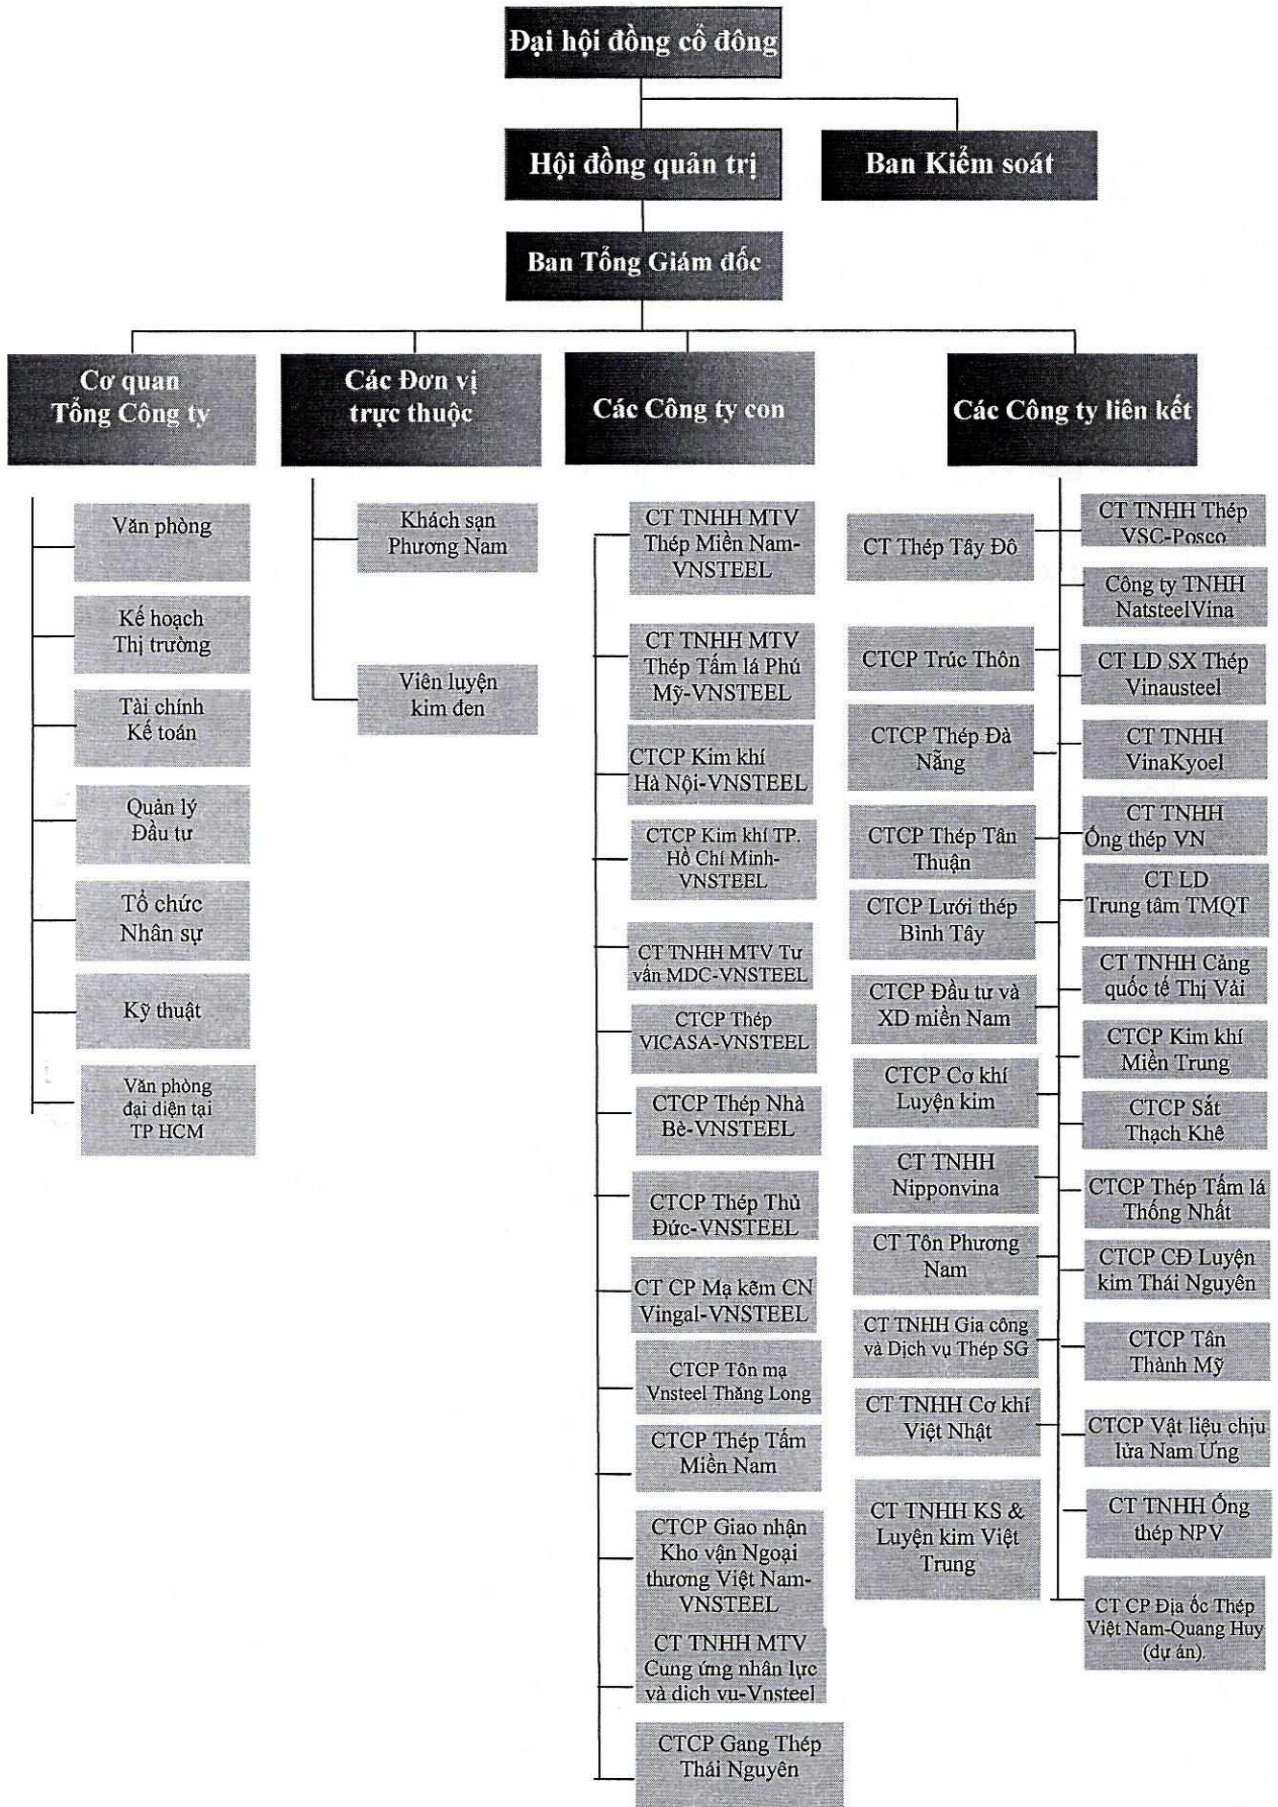 Đại hội đồng cổ đông
Hội đồng quản trị
Ban Kiểm soát
Ban Tổng Giám đốc
Cơ quan
Tổng Công ty
Các Đơn vị
trực thuộc
Các Công ty con
Các Công ty liên kết
Văn phòng
Kế hoạch
Thị trường
Tài chính
Kế toán
Quản lý
Đầu tư
Tổ chức
Nhân sự
Kỹ thuật
Văn phòng
đại diện tại
TP HCM
Khách sạn
Phương Nam
Viên luyện
kim đen
CT TNHH MTV
Thép Miền Nam-
VNSTEEL
CT TNHH MTV
Thép Tấm lá Phú
Mỹ-VNSTEEL
CTCP Kim khí
Hà Nội-VNSTEEL
CTCP Kim khí TP.
Hồ Chí Minh-
VNSTEEL
CT TNHH MTV Tư
vấn MDC-VNSTEEL
CTCP Thép
VICASA-VNSTEEL
CTCP Thép Nhà
Bè-VNSTEEL
CTCP Thép Thủ
Đức-VNSTEEL
CT CP Mạ kẽm CN
Vingal-VNSTEEL
CTCP Tôn mạ
Vnsteel Thăng Long
CTCP Thép Tấm
Miền Nam
CTCP Giao nhận
Kho vận Ngoại
thương Việt Nam-
VNSTEEL
CT TNHH MTV
Cung ứng nhân lực
và dich vu-Vnsteel
CTCP Gang Thép
Thái Nguyên
CT Thép Tây Đô
CTCP Trúc Thôn
CTCP Thép Đà
Nẵng
CTCP Thép Tân
Thuận
CTCP Lưới thép
Bình Tây
CTCP Đầu tư và
XD miền Nam
CTCP Cơ khí
Luyện kim
CT TNHH
Nipponvina
CT Tôn Phương
Nam
CT TNHH Gia công
và Dịch vụ Thép SG
CT TNHH Cơ khí
Việt Nhật
CT TNHH KS &
Luyện kim Việt
Trung
CT TNHH Thép
VSC-Posco
Công ty TNHH
NatsteelVina
CT LD SX Thép
Vinausteel
CT TNHH
VinaKyoel
CT TNHH
Ống thép VN
CT LD
Trung tâm TMQT
CT TNHH Cảng
quốc tế Thị Vải
CTCP Kim khí
Miền Trung
CTCP Sắt
Thạch Khê
CTCP Thép Tấm lá
Thống Nhất
CTCP CĐ Luyện
kim Thái Nguyên
CTCP Tân
Thành Mỹ
CTCP Vật liệu chịu
lửa Nam Ưng
CT TNHH Ống
thép NPV
CT CP Địa ốc Thép
Việt Nam-Quang Huy
(dự án).